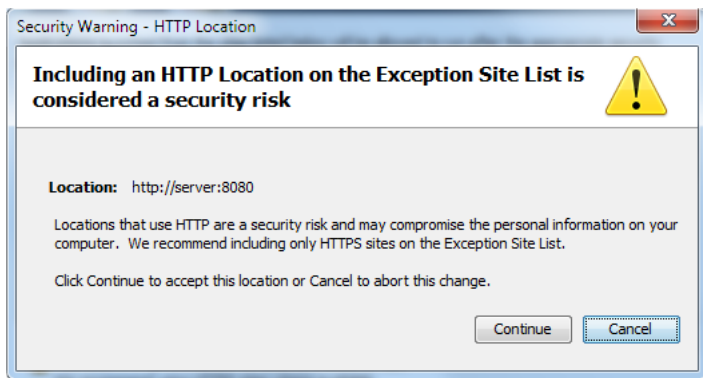 Security Warning - HTTP Location
Including an HTTP Location on the Exception Site List is
considered a security risk
Location: http://server:8080
Locations that use HTTP are a security risk and may compromise the personal information on your
computer. We recommend including only HTTPS sites on the Exception Site List.
Click Continue to accept this location or Cancel to abort this change.
Continue Cancel